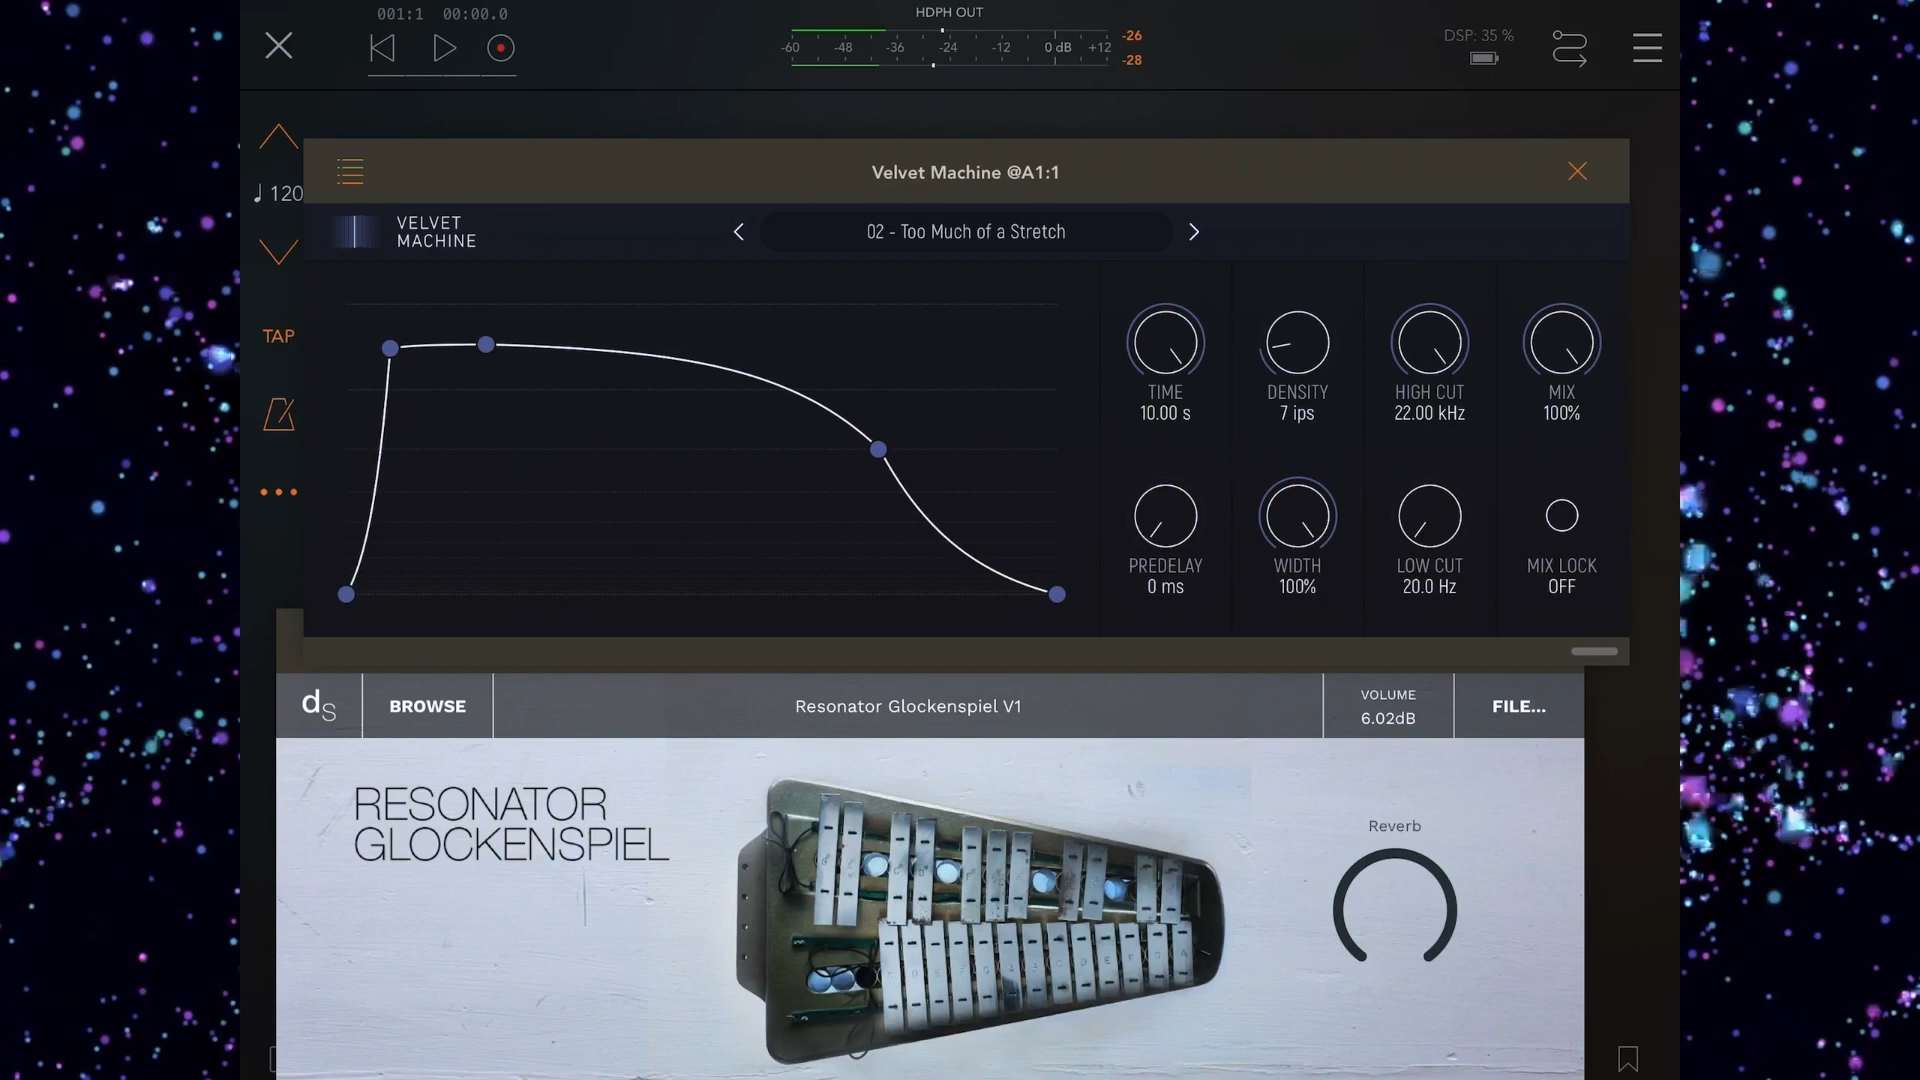 001:1 00:00.0
HDPH OUT
-60 -48 -36 -24 -12 0 dB +12
-26
-28
DSP: 35 %
120
TAP
Velvet Machine @A1:1
VELVET
MACHINE
02 - Too Much of a Stretch
TIME
10.00 s
DENSITY
7 ips
HIGH CUT
22.00 kHz
MIX
100%
PREDELAY
0 ms
WIDTH
100%
LOW CUT
20.0 Hz
MIX LOCK
OFF
ds
BROWSE
Resonator Glockenspiel V1
VOLUME
6.02dB
FILE...
RESONATOR
GLOCKENSPIEL
Reverb